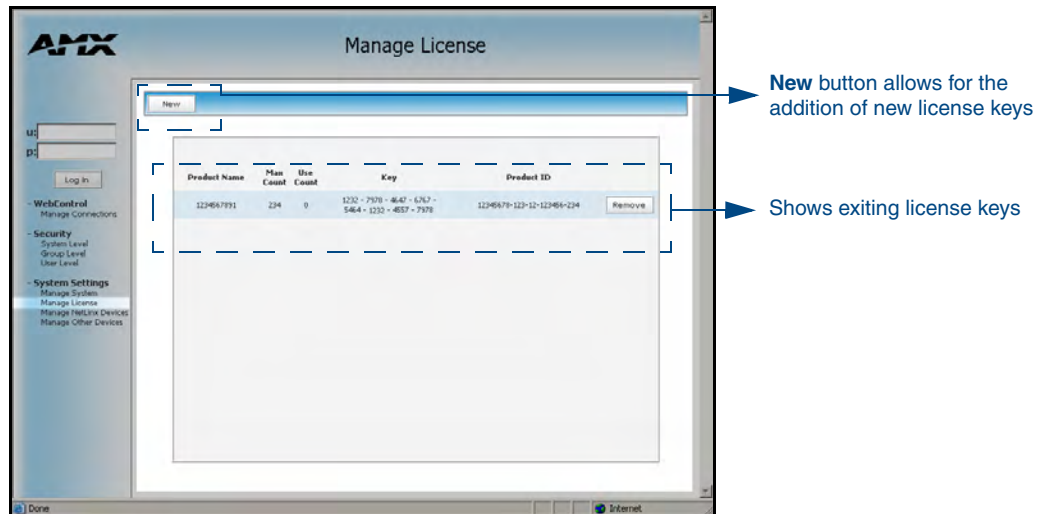 AMX
Manage License
New
u:
p:
Log In
- WebControl
Manage Connections
- Security
System Level
Group Level
User Level
- System Settings
Manage System
Manage License
Manage NetLinx Devices
Manage Other Devices
Product Name Man Count Use Count Key Product ID
1234567891 234 0 1232 - 7978 - 4647 - 6767 - 5464 - 1232 - 4557 - 7978 12345678-123-12-123456-234 Remove
Done
Internet
New button allows for the
addition of new license keys
Shows exiting license keys